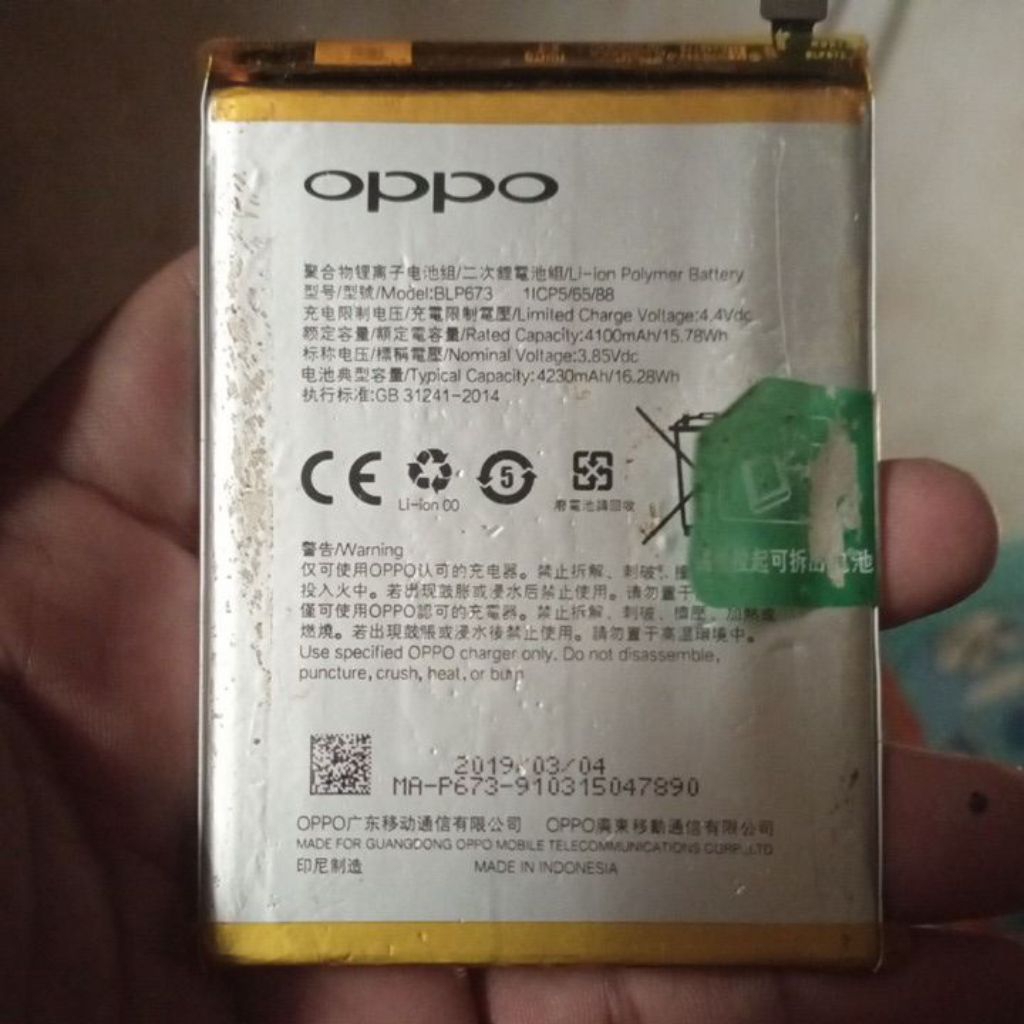 oppo
聚合物锂离子电池組/二次鋰電池組/Li-ion Polymer Battery
型号/型號/Model:BLP673 1ICP5/65/88
充电限制电压/充電限制電壓/Limited Charge Voltage:4.4Vdc
额定容量/額定電容量/Rated Capacity:4100mAh/15.78Wh
标称电压/標稱電壓/Nominal Voltage:3.85Vdc
电池典型容量/Typical Capacity:4230mAh/16.28Wh
执行标准:GB 31241-2014
CE
5
Li-ion 00
廢電池請回收
拉起可拆 电池
警告/Warning
仅可使用OPPO认可的充电器。禁止拆解、刺破、
投入火中。若出现鼓胀或浸水后禁止使用。请勿置于
僅可使用OPPO認可的充電器。禁止拆解、刺破、擠壓、加熱或
燃燒。若出現鼓脹或浸水後禁止使用。請勿置于高溫環境中。
Use specified OPPO charger only. Do not disassemble,
puncture, crush, heat, or burn
2019/03/04
MA-P673-910315047890
OPPO广东移动通信有限公司 OPPO廣東移動通信有限公司
MADE FOR GUANGDONG OPPO MOBILE TELECOMMUNICATIONS CORP.,LTD
印尼制造 MADE IN INDONESIA